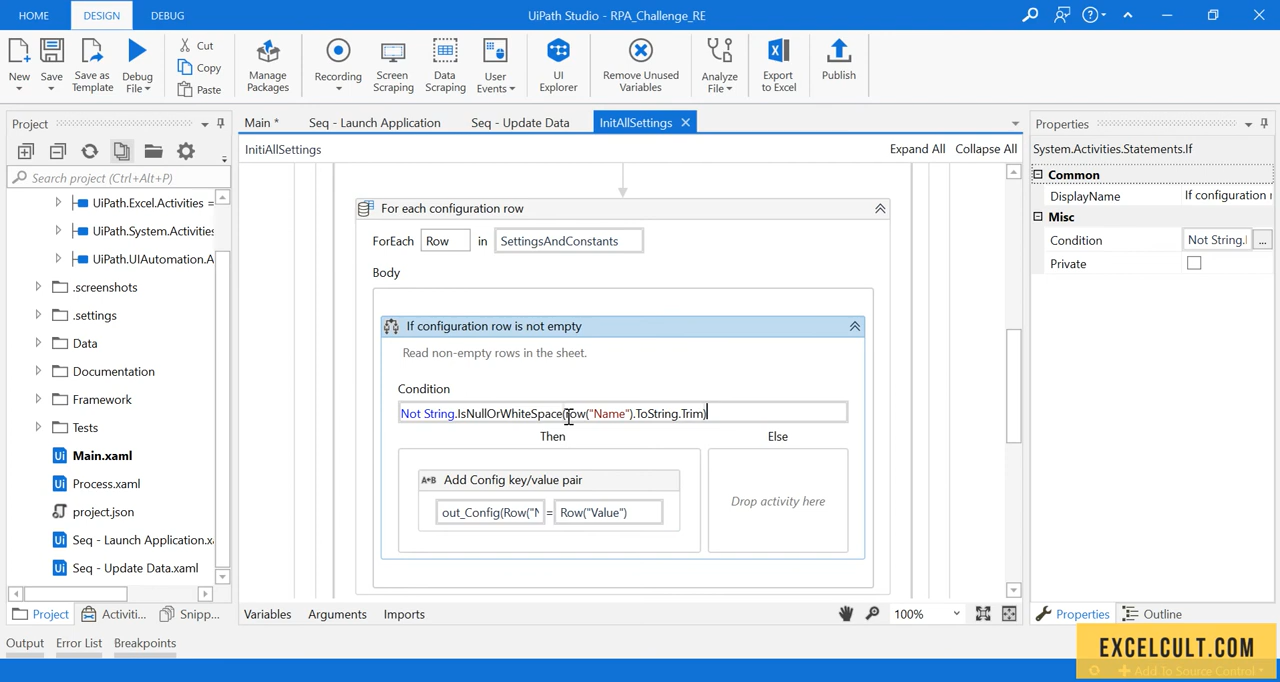 HOME
DESIGN
DEBUG
UiPath Studio - RPA_Challenge_RE
New
Save
Save as Template
Debug File
Cut
Copy
Paste
Manage Packages
Recording
Screen Scraping
Data Scraping
User Events
UI Explorer
Remove Unused Variables
Analyze File
Export to Excel
Publish
Project
Main *
Seq - Launch Application
Seq - Update Data
InitAllSettings
Properties
InitiAllSettings
Expand All
Collapse All
System.Activities.Statements.If
Search project (Ctrl+Alt+P)
Common
DisplayName
If configuration r
Misc
Condition
Not String.I
...
Private
UiPath.Excel.Activities =
UiPath.System.Activities
UiPath.UIAutomation.A
.screenshots
.settings
Data
Documentation
Framework
Tests
Main.xaml
Process.xaml
project.json
Seq - Launch Application.x
Seq - Update Data.xaml
For each configuration row
ForEach
Row
in
SettingsAndConstants
Body
If configuration row is not empty
Read non-empty rows in the sheet.
Condition
Not String.IsNullOrWhiteSpace(row("Name").ToString.Trim)
Then
Else
A+B
Add Config key/value pair
out_Config(Row("N
=
Row("Value")
Drop activity here
Project
Activiti...
Snipp...
Variables
Arguments
Imports
100%
Properties
Outline
Output
Error List
Breakpoints
EXCELCULT.COM
Add To Source Control